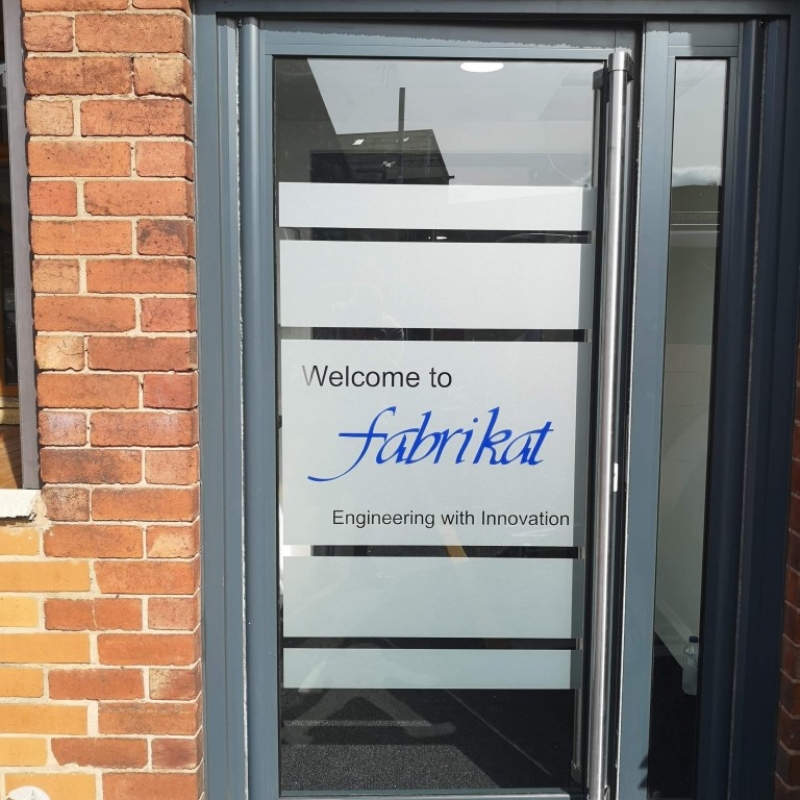 Welcome to
fabrikat
Engineering with Innovation